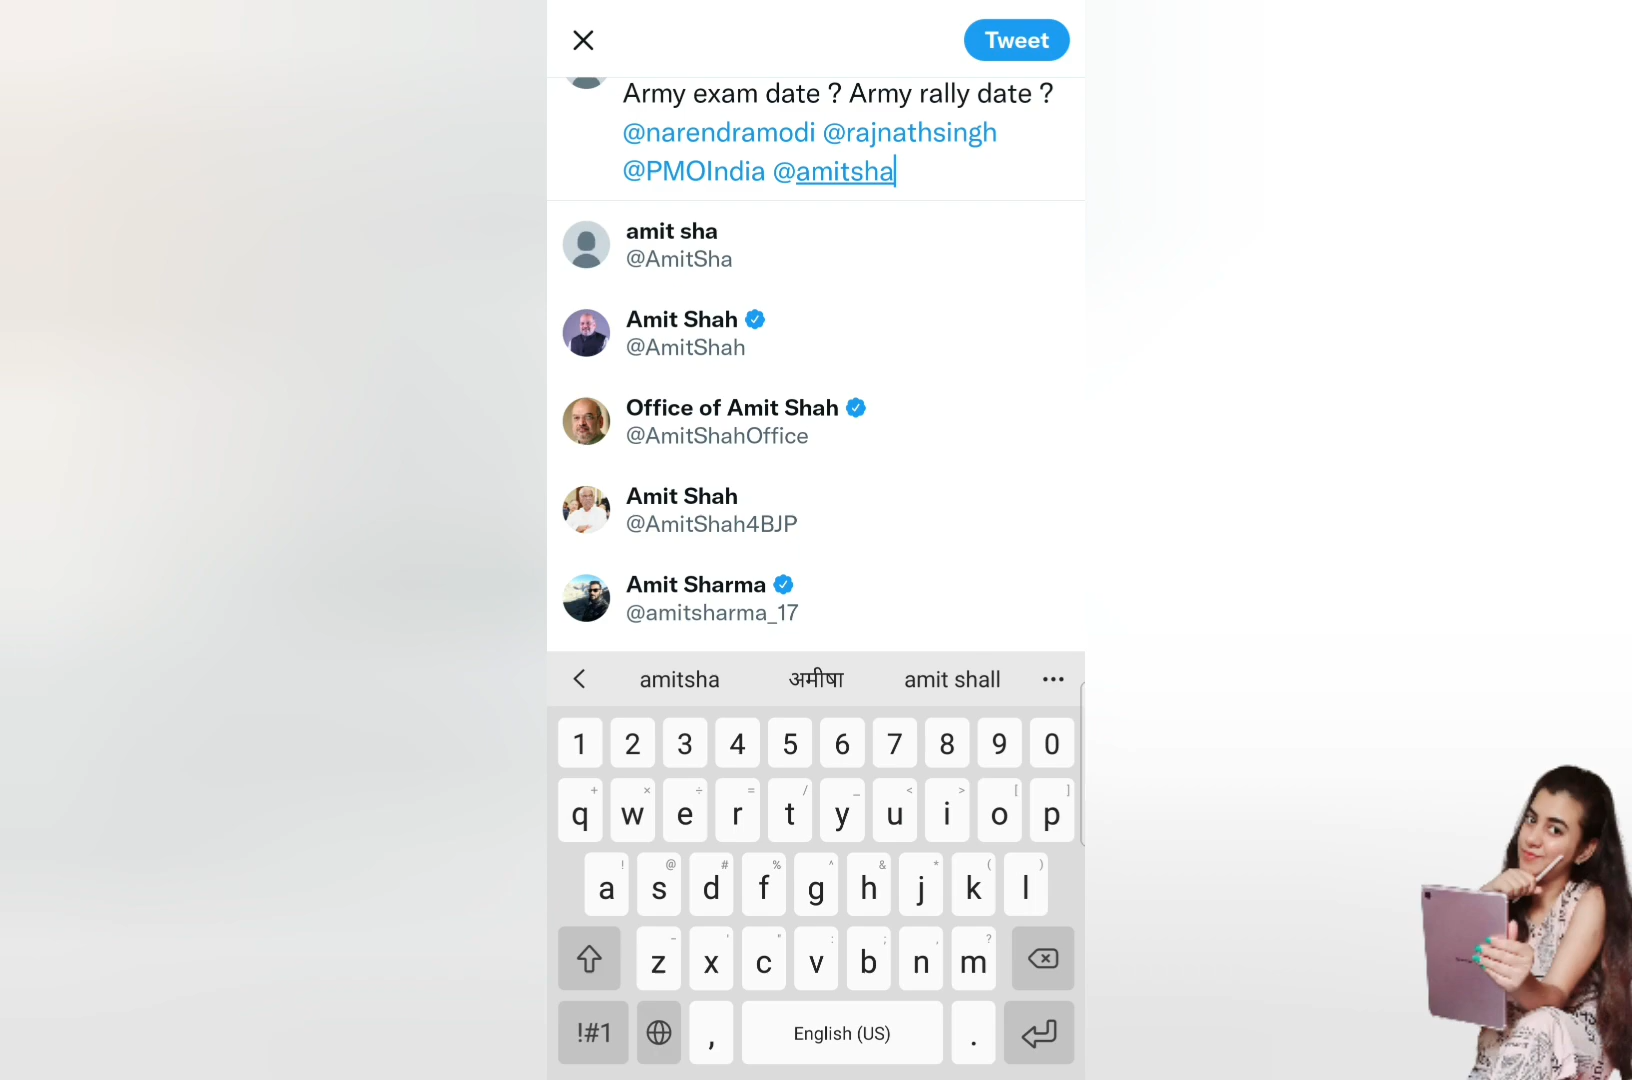 Tweet
Army exam date ? Army rally date ?
@narendramodi @rajnathsingh
@PMOIndia @amitsha
amit sha
@AmitSha
Amit Shah
@AmitShah
Office of Amit Shah
@AmitShahOffice
Amit Shah
@AmitShah4BJP
Amit Sharma
@amitsharma_17
amitsha अमीषा amit shall
1 2 3 4 5 6 7 8 9 0
+ × ÷ = / _ < > [ ]
q w e r t y u i o p
! @ # % ^ & * ( )
a s d f g h j k l
- ' " : ; , ?
z x c v b n m
!#1 , English (US) .